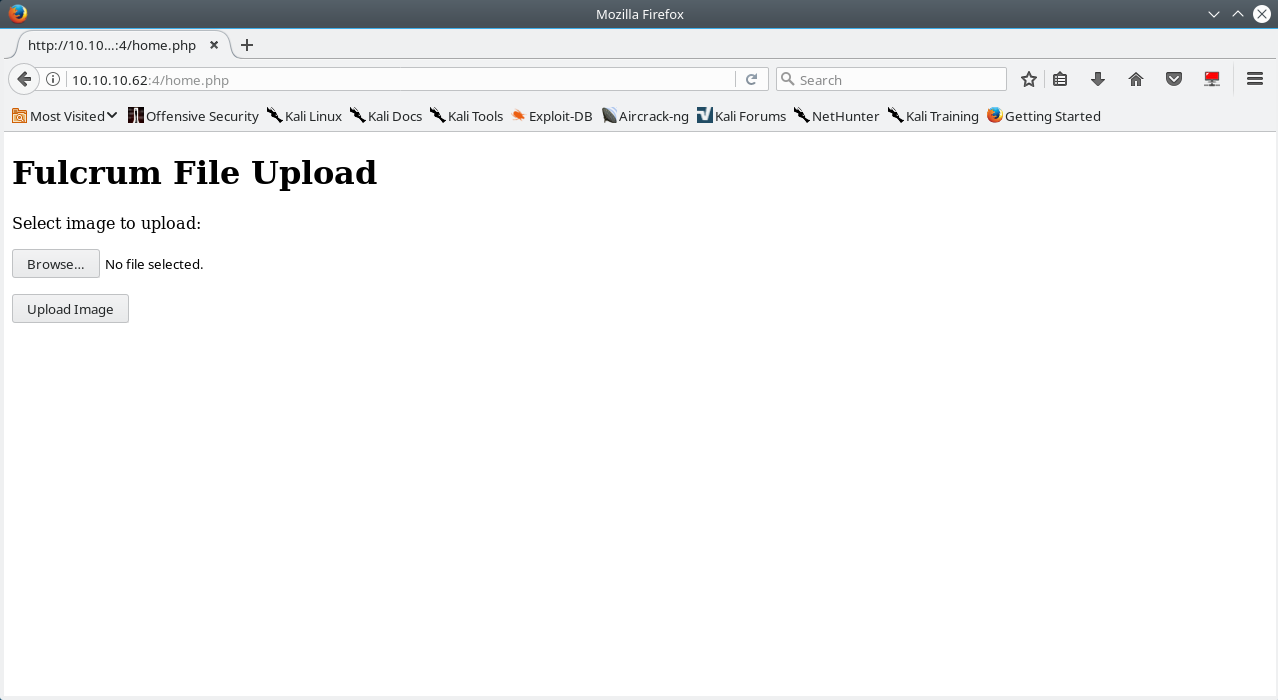 Mozilla Firefox
http://10.10...:4/home.php
10.10.10.62:4/home.php
Search
Most Visited Offensive Security Kali Linux Kali Docs Kali Tools Exploit-DB Aircrack-ng Kali Forums NetHunter Kali Training Getting Started
Fulcrum File Upload
Select image to upload:
Browse... No file selected.
Upload Image